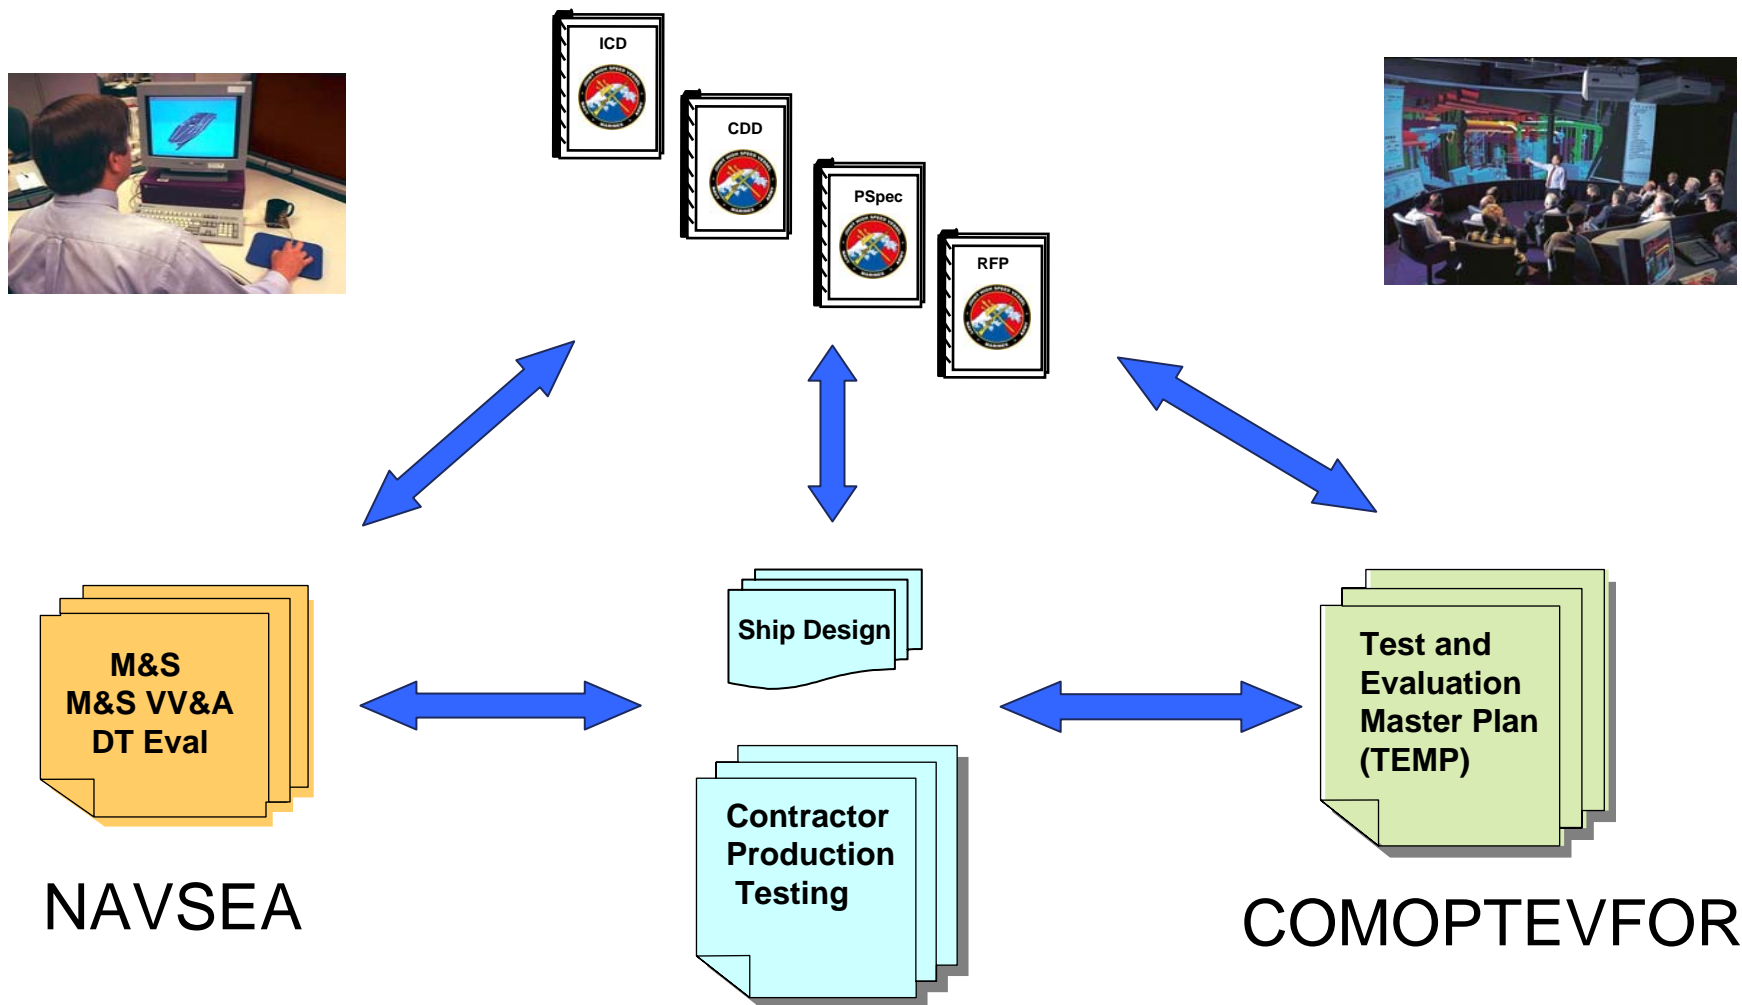 ICD
CDD
PSpec
RFP
Ship Design
M&S
M&S VV&A
DT Eval
Test and
Evaluation
Master Plan
(TEMP)
Contractor
Production
Testing
NAVSEA
COMOPTEVFOR